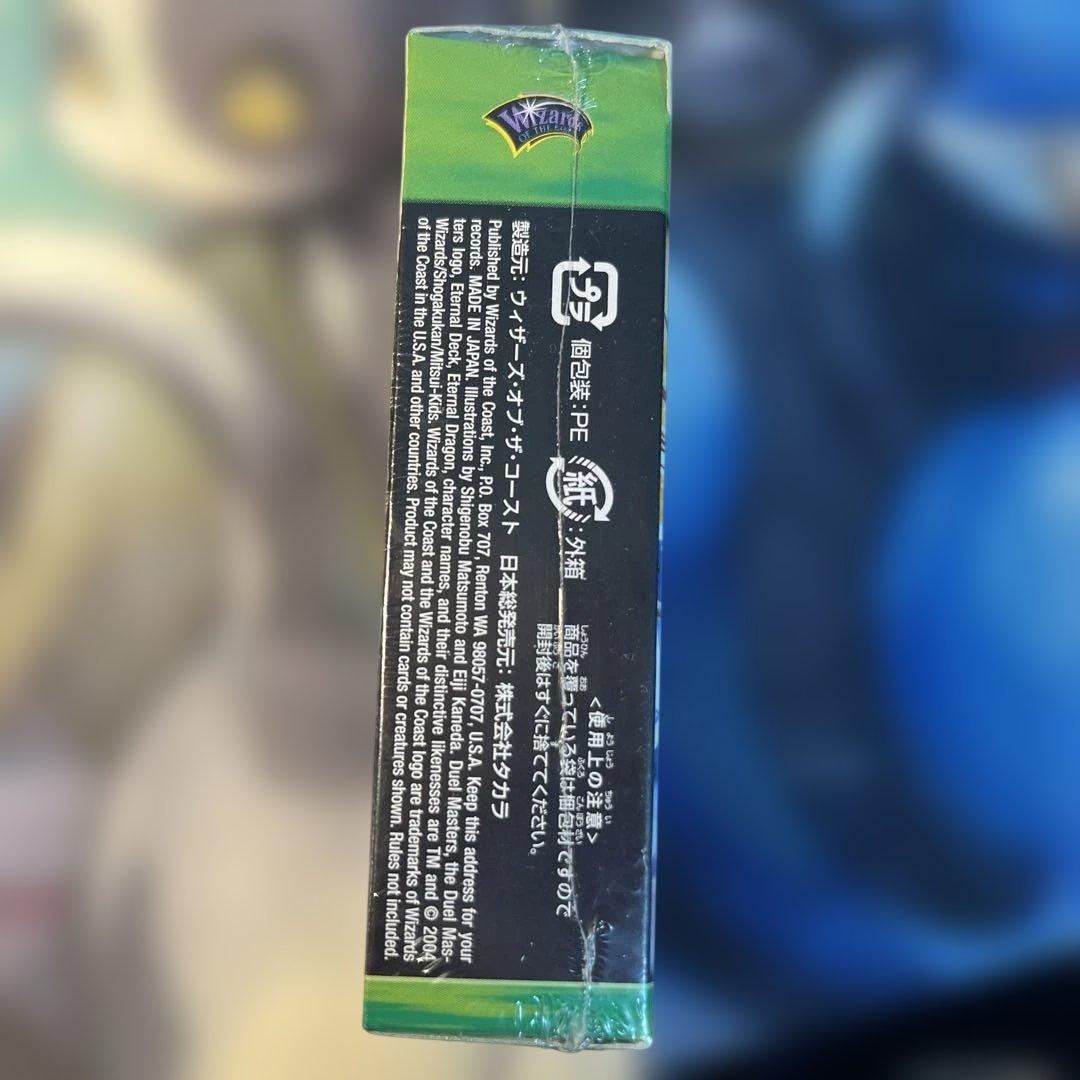 Wizards
OF THE COAST
プラ
個包装：PE
紙
：外箱
＜使用上の注意＞
商品を覆っている袋は梱包材ですので
開封後はすぐに捨ててください。
製造元：ウィザーズ・オブ・ザ・コースト 日本総発売元：株式会社タカラ
Published by Wizards of the Coast, Inc., P.O. Box 707, Renton WA 98057-0707, U.S.A. Keep this address for your
records. MADE IN JAPAN. Illustrations by Shigenobu Matsumoto and Eiji Kaneda. Duel Masters, the Duel Mas-
ters logo, Eternal Deck, Eternal Dragon, character names, and their distinctive likenesses are TM and © 2004
Wizards/Shogakukan/Mitsui-Kids. Wizards of the Coast and the Wizards of the Coast logo are trademarks of Wizards
of the Coast in the U.S.A. and other countries. Product may not contain cards or creatures shown. Rules not included.